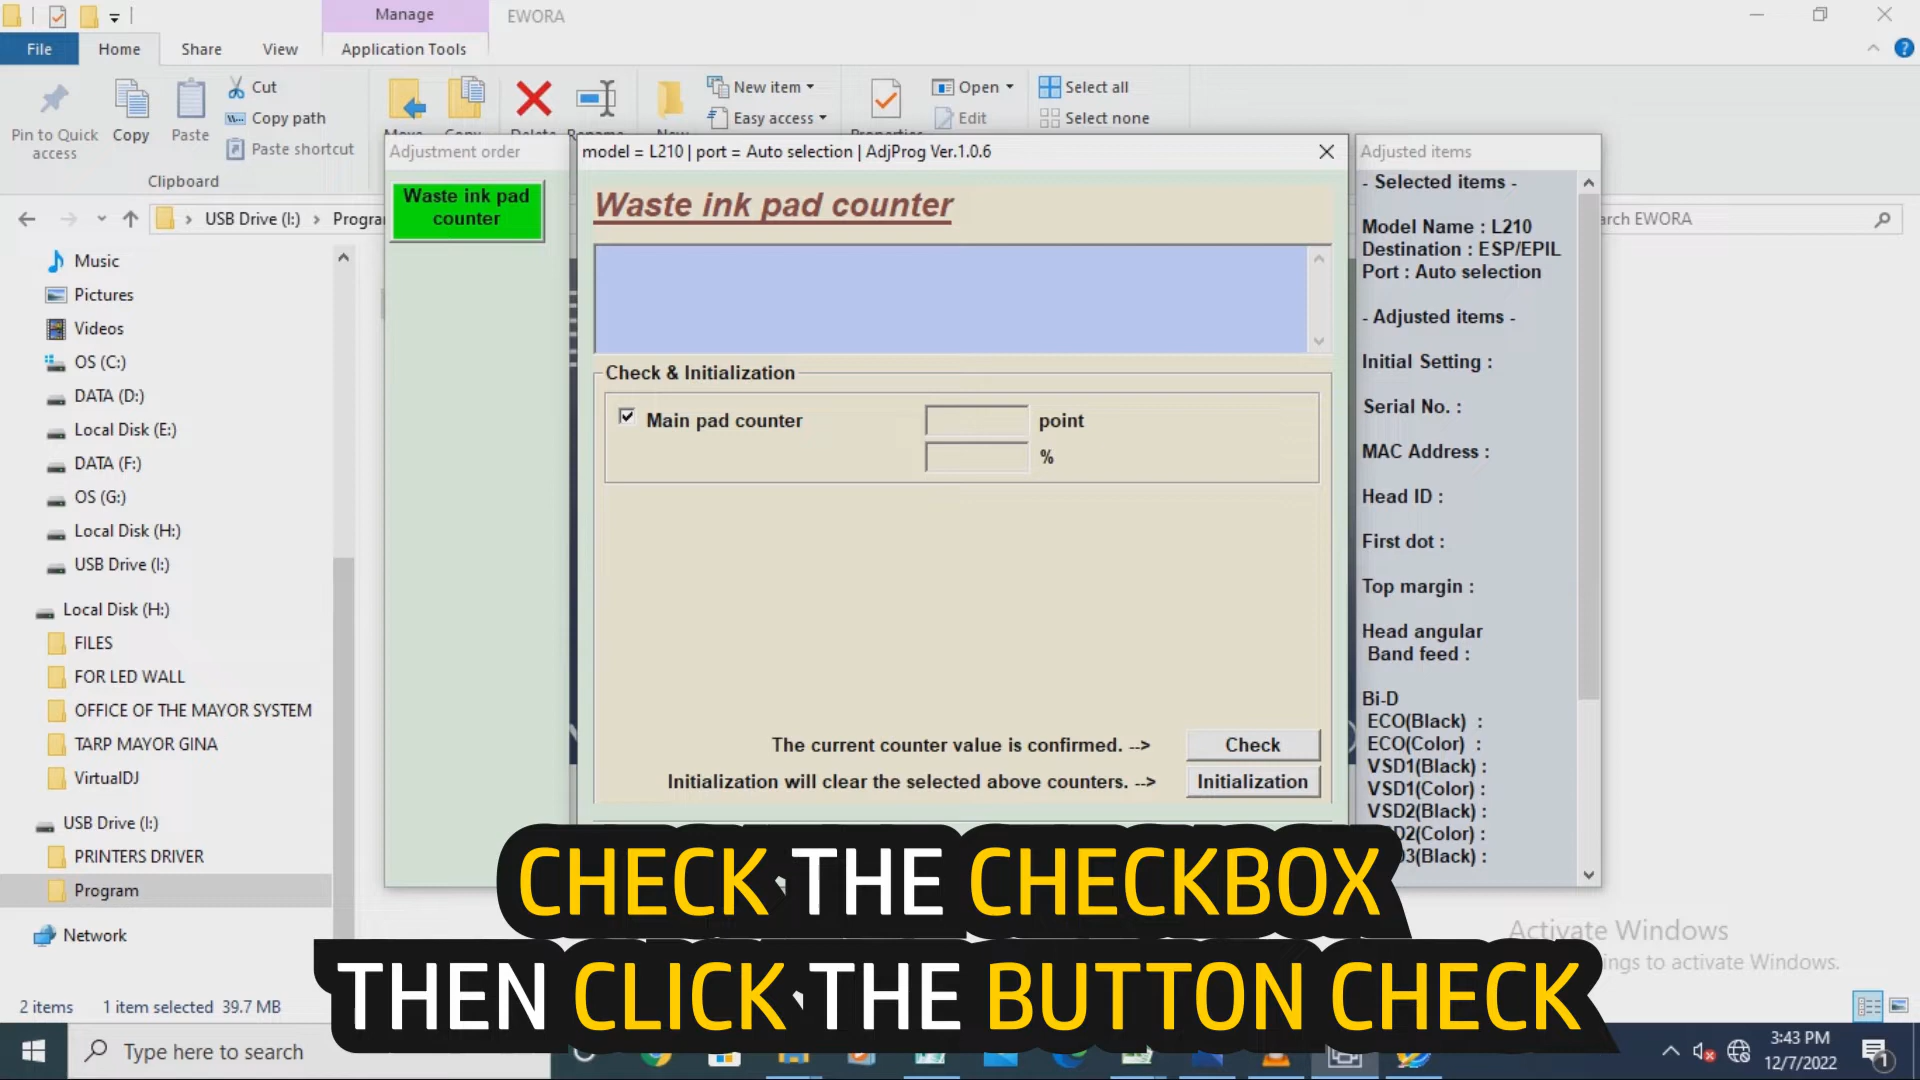 Manage
EWORA
File
Home
Share
View
Application Tools
Pin to Quick access
Copy
Paste
Cut
Copy path
Paste shortcut
Clipboard
New item
Easy access
Open
Edit
Select all
Select none
Adjustment order
model = L210 | port = Auto selection | AdjProg Ver.1.0.6
Adjusted items
USB Drive (I:)
Waste ink pad
counter
Waste ink pad counter
Check & Initialization
Main pad counter
point
%
The current counter value is confirmed. -->
Check
Initialization will clear the selected above counters. -->
Initialization
- Selected items -
Model Name : L210
Destination : ESP/EPIL
Port : Auto selection
- Adjusted items -
Initial Setting :
Serial No. :
MAC Address :
Head ID :
First dot :
Top margin :
Head angular
Band feed :
Bi-D
ECO(Black) :
ECO(Color) :
VSD1(Black) :
VSD1(Color) :
VSD2(Black) :
D2(Color) :
3(Black) :
EWORA
Music
Pictures
Videos
OS (C:)
DATA (D:)
Local Disk (E:)
DATA (F:)
OS (G:)
Local Disk (H:)
USB Drive (I:)
Local Disk (H:)
FILES
FOR LED WALL
OFFICE OF THE MAYOR SYSTEM
TARP MAYOR GINA
VirtualDJ
USB Drive (I:)
PRINTERS DRIVER
Program
Network
2 items
1 item selected 39.7 MB
CHECK THE CHECKBOX
THEN CLICK THE BUTTON CHECK
Activate Windows
ings to activate Windows.
Type here to search
3:43 PM
12/7/2022
1